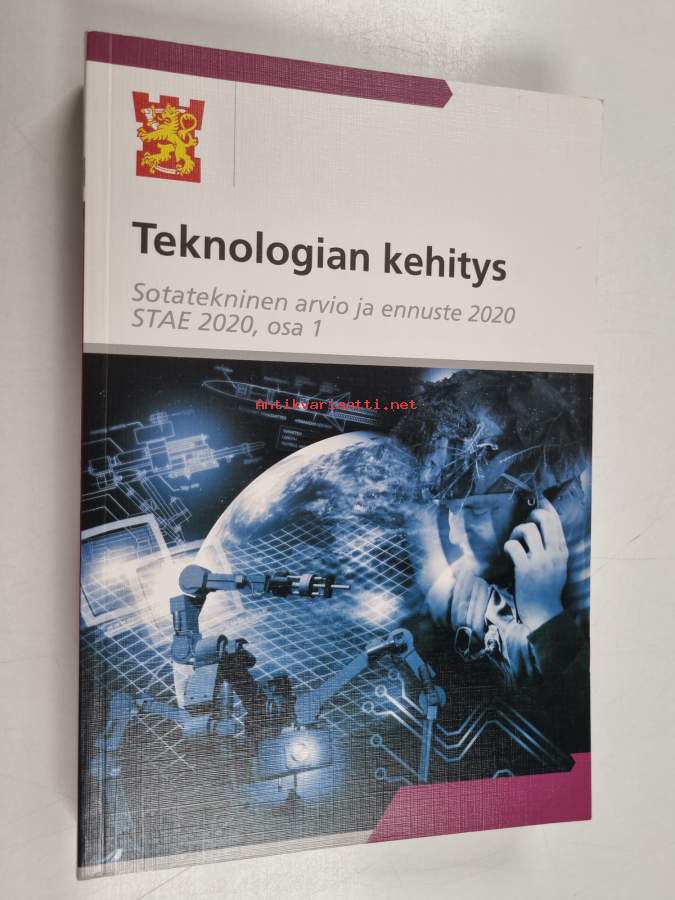 Teknologian kehitys
Sotatekninen arvio ja ennuste 2020
STAE 2020, osa 1
Antikvariaatti.net